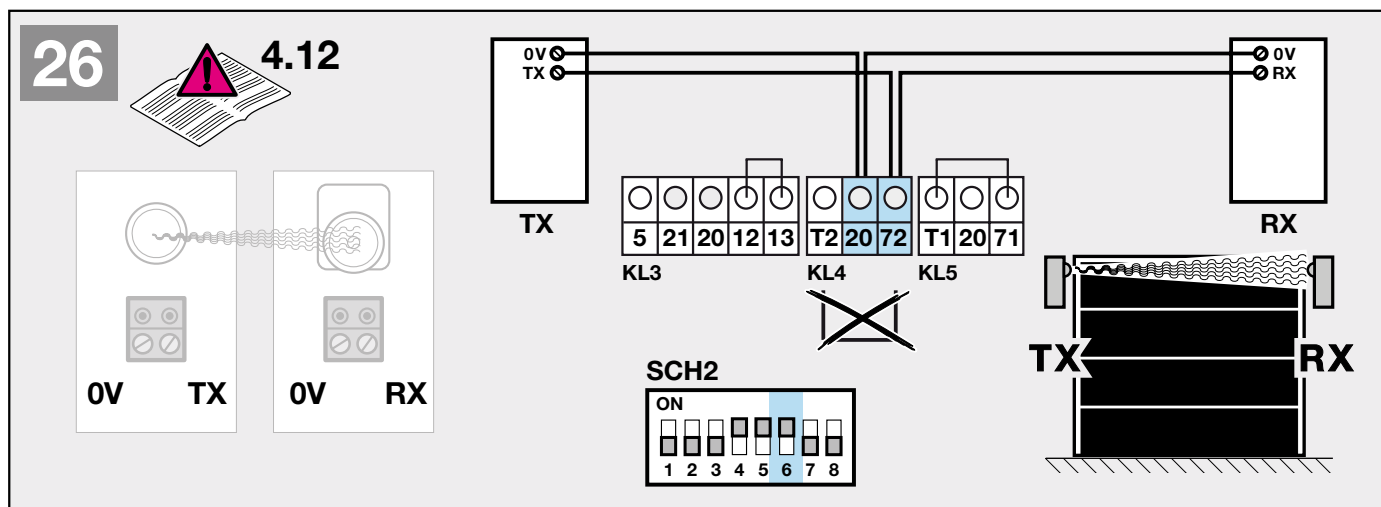 26
4.12
0V TX
0V RX
0V
TX
TX
0V
RX
RX
5 21 20 12 13
KL3
T2 20 72
KL4
T1 20 71
KL5
SCH2
ON
1 2 3 4 5 6 7 8
TX
RX